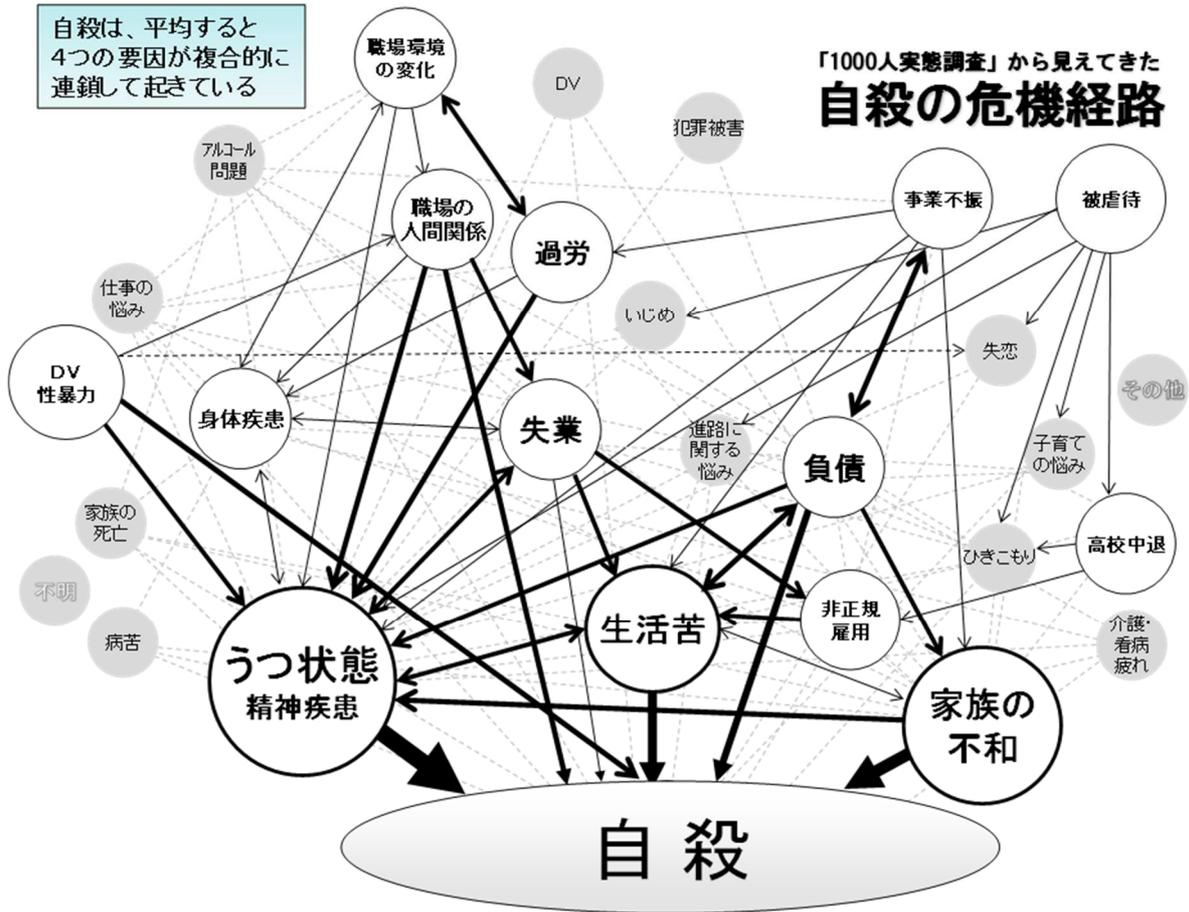 自殺は、平均すると
4つの要因が複合的に
連鎖して起きている
「1000人実態調査」から見えてきた
自殺の危機経路
職場環境
の変化
DV
犯罪被害
アルコール
問題
職場の
人間関係
過労
事業不振
被虐待
仕事の
悩み
いじめ
失恋
DV
性暴力
その他
身体疾患
失業
進路に
関する
悩み
負債
子育て
の悩み
家族の
死亡
ひきこもり
高校中退
不明
病苦
うつ状態
精神疾患
生活苦
非正規
雇用
介護・
看病
疲れ
家族の
不和
自殺